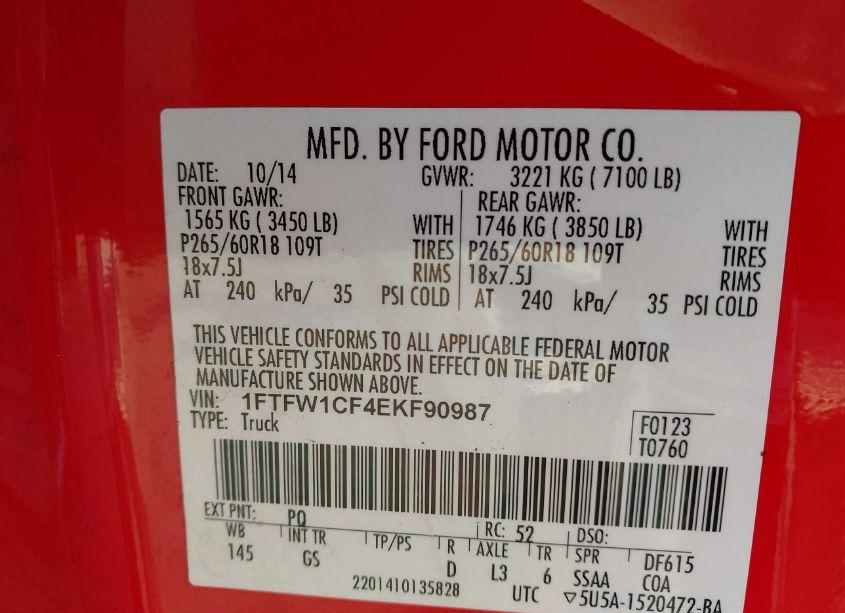 MFD. BY FORD MOTOR CO.
DATE: 10/14 GVWR: 3221 KG ( 7100 LB)
FRONT GAWR: REAR GAWR:
1565 KG ( 3450 LB) WITH 1746 KG ( 3850 LB) WITH
P265/60R18 109T TIRES P265/60R18 109T TIRES
18x7.5J RIMS 18x7.5J RIMS
AT 240 kPa/ 35 PSI COLD AT 240 kPa/ 35 PSI COLD
THIS VEHICLE CONFORMS TO ALL APPLICABLE FEDERAL MOTOR
VEHICLE SAFETY STANDARDS IN EFFECT ON THE DATE OF
MANUFACTURE SHOWN ABOVE.
VIN: 1FTFW1CF4EKF90987
TYPE: Truck F0123
T0760
EXT PNT: PQ RC: 52 DSO:
WB INT TR TP/PS R AXLE TR SPR DF615
145 GS D L3 6 SSAA COA
2201410135828 UTC ▽5U5A-1520472-BA